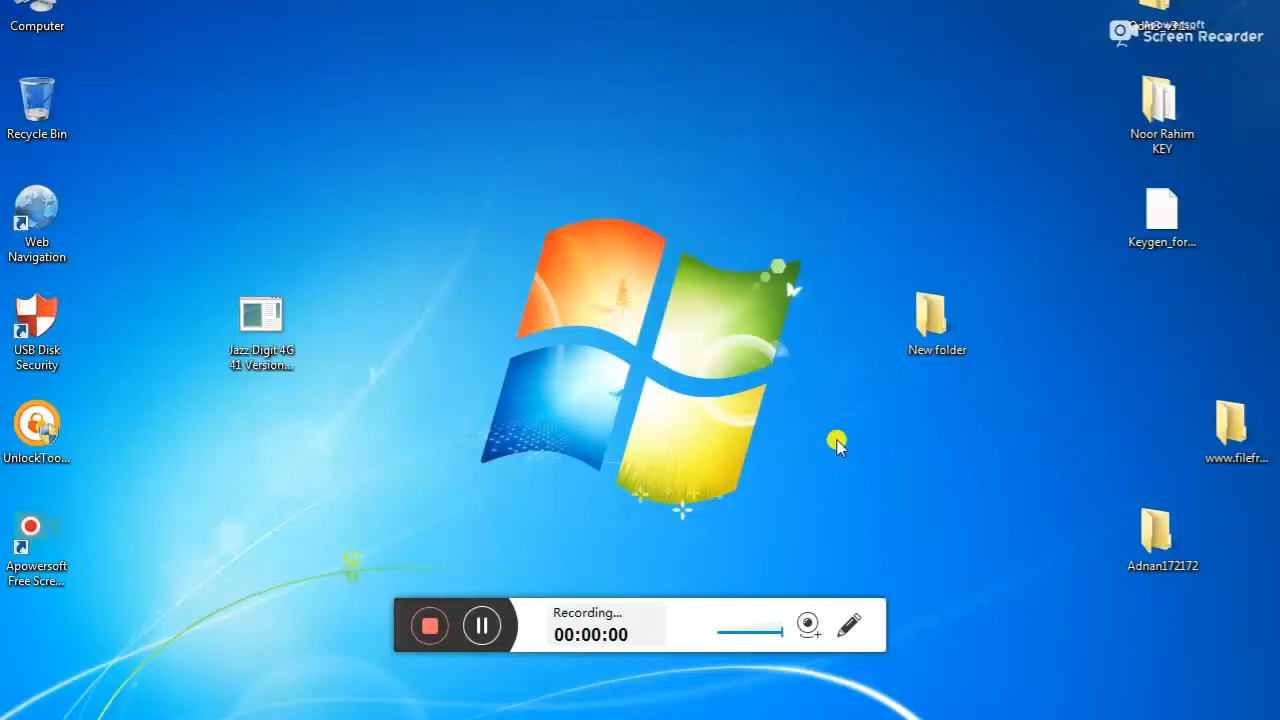 Computer
Recycle Bin
Web
Navigation
USB Disk
Security
UnlockToo...
Apowersoft
Free Scre...
Jazz Digit 4G
41 Version...
Recording...
00:00:00
New folder
Apowersoft
Screen Recorder
Noor Rahim
KEY
Keygen_for...
www.filefr...
Adnan172172